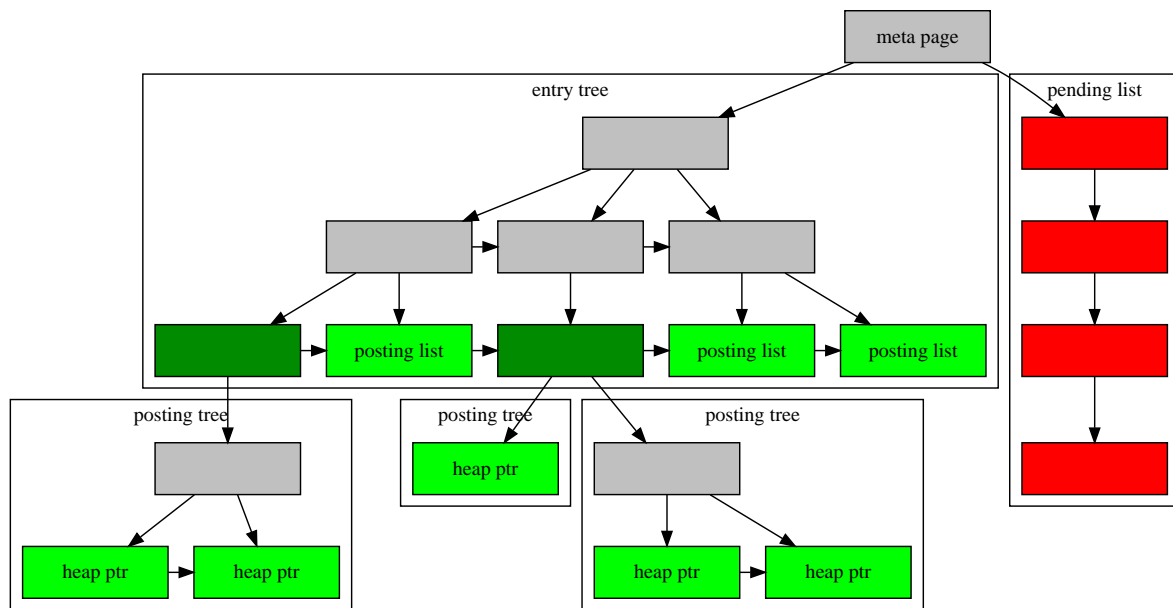 meta page
entry tree
pending list
posting list
posting list
posting list
posting tree
posting tree
posting tree
heap ptr
heap ptr
heap ptr
heap ptr
heap ptr